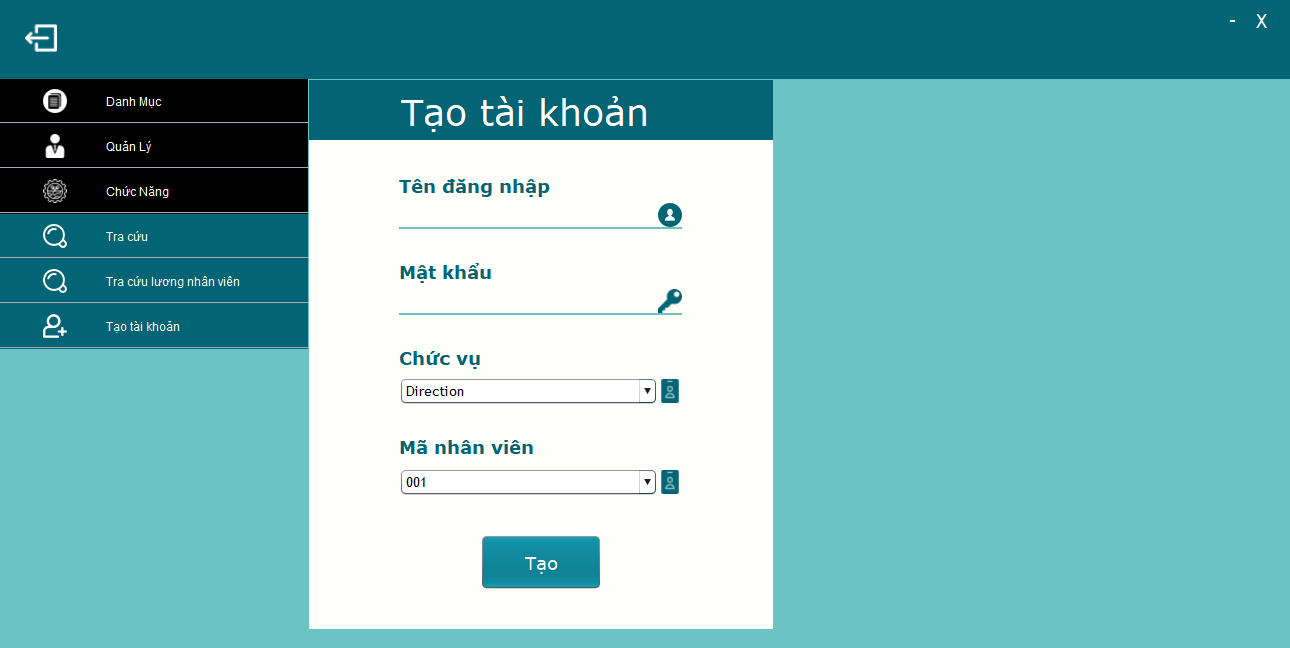 - X
Danh Mục
Quản Lý
Chức Năng
Tra cứu
Tra cứu lương nhân viên
Tạo tài khoản
Tạo tài khoản
Tên đăng nhập
Mật khẩu
Chức vụ
Direction
Mã nhân viên
001
Tạo